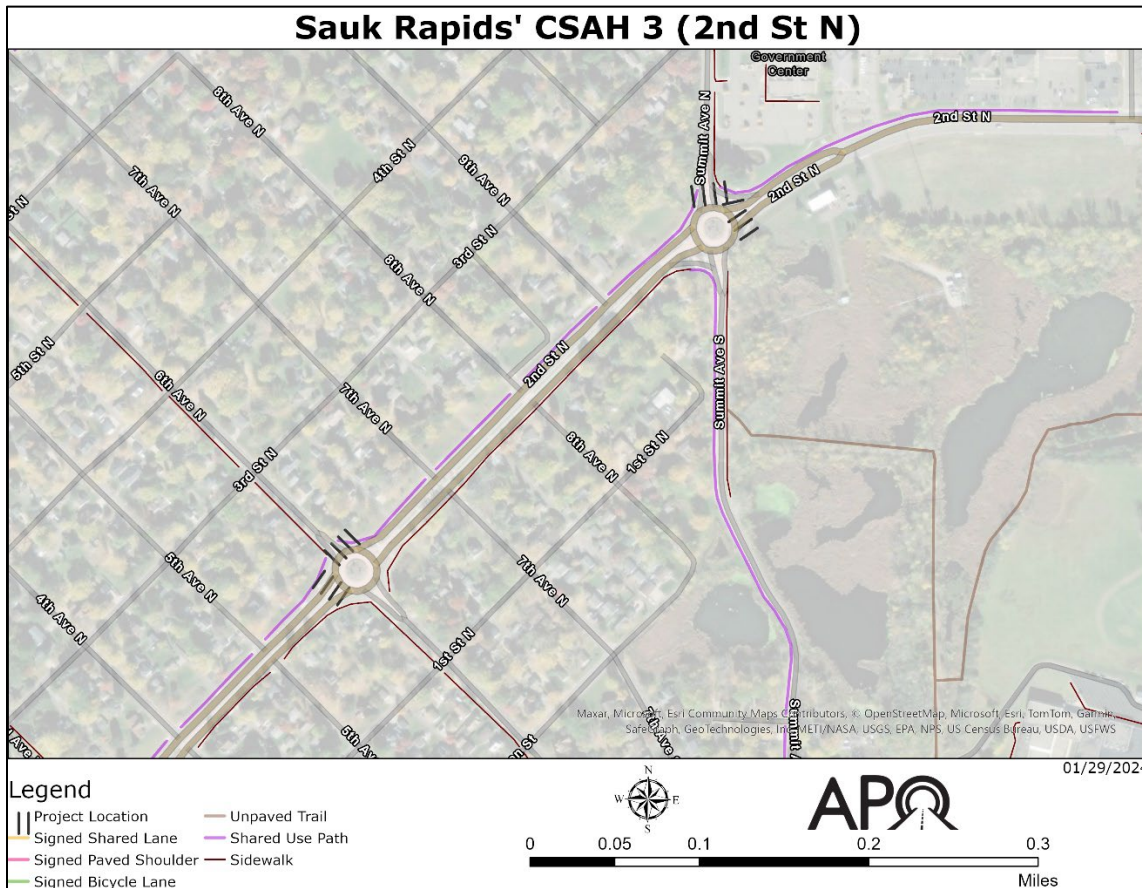 Sauk Rapids' CSAH 3 (2nd St N)
Government
Center
8th Ave N
Summit Ave N
2nd St N
4th St N
9th Ave N
7th Ave N
2nd St N
3rd St N
8th Ave N
5th St N
2nd St N
6th Ave N
7th Ave N
Summit Ave S
8th Ave N
1st St N
3rd St N
5th Ave N
7th Ave N
4th Ave N
1st St N
5th Ave
7th Ave S
Summit
Maxar, Microsoft, Esri Community Maps Contributors, © OpenStreetMap, Microsoft, Esri, TomTom, Garmin,
SafeGraph, GeoTechnologies, Inc, METI/NASA, USGS, EPA, NPS, US Census Bureau, USDA, USFWS
01/29/2024
Legend
Project Location
Signed Shared Lane
Signed Paved Shoulder
Signed Bicycle Lane
Unpaved Trail
Shared Use Path
Sidewalk
N
W E
S
APO
0 0.05 0.1 0.2 0.3
Miles